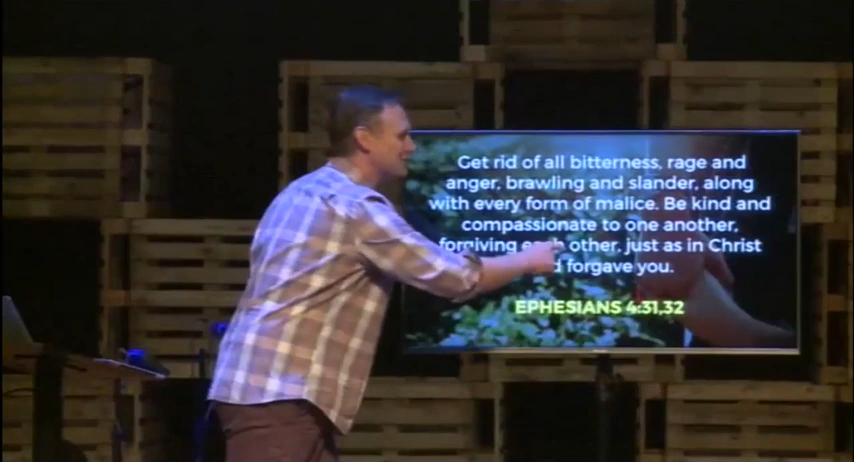 Get rid of all bitterness, rage and
anger, brawling and slander, along
with every form of malice. Be kind and
compassionate to one another,
forgiving other, just as in Christ
forgave you.
EPHESIANS 4:31,32